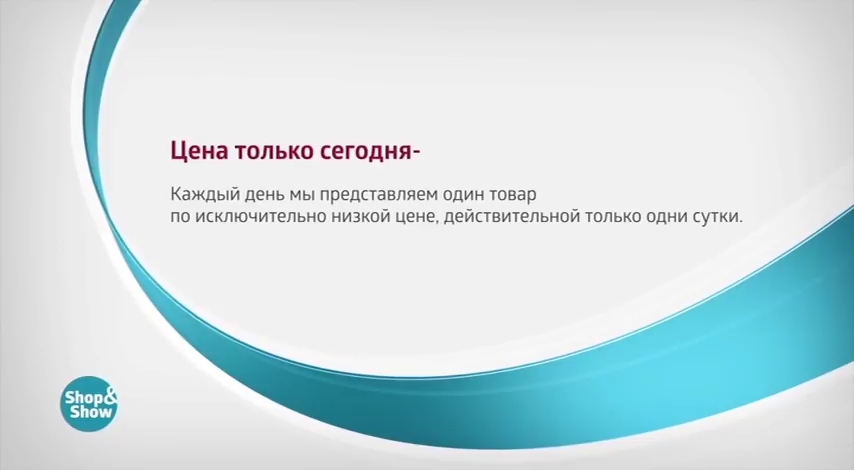 Цена только сегодня-
Каждый день мы представляем один товар
по исключительно низкой цене, действительной только одни сутки.
Shop&
Show